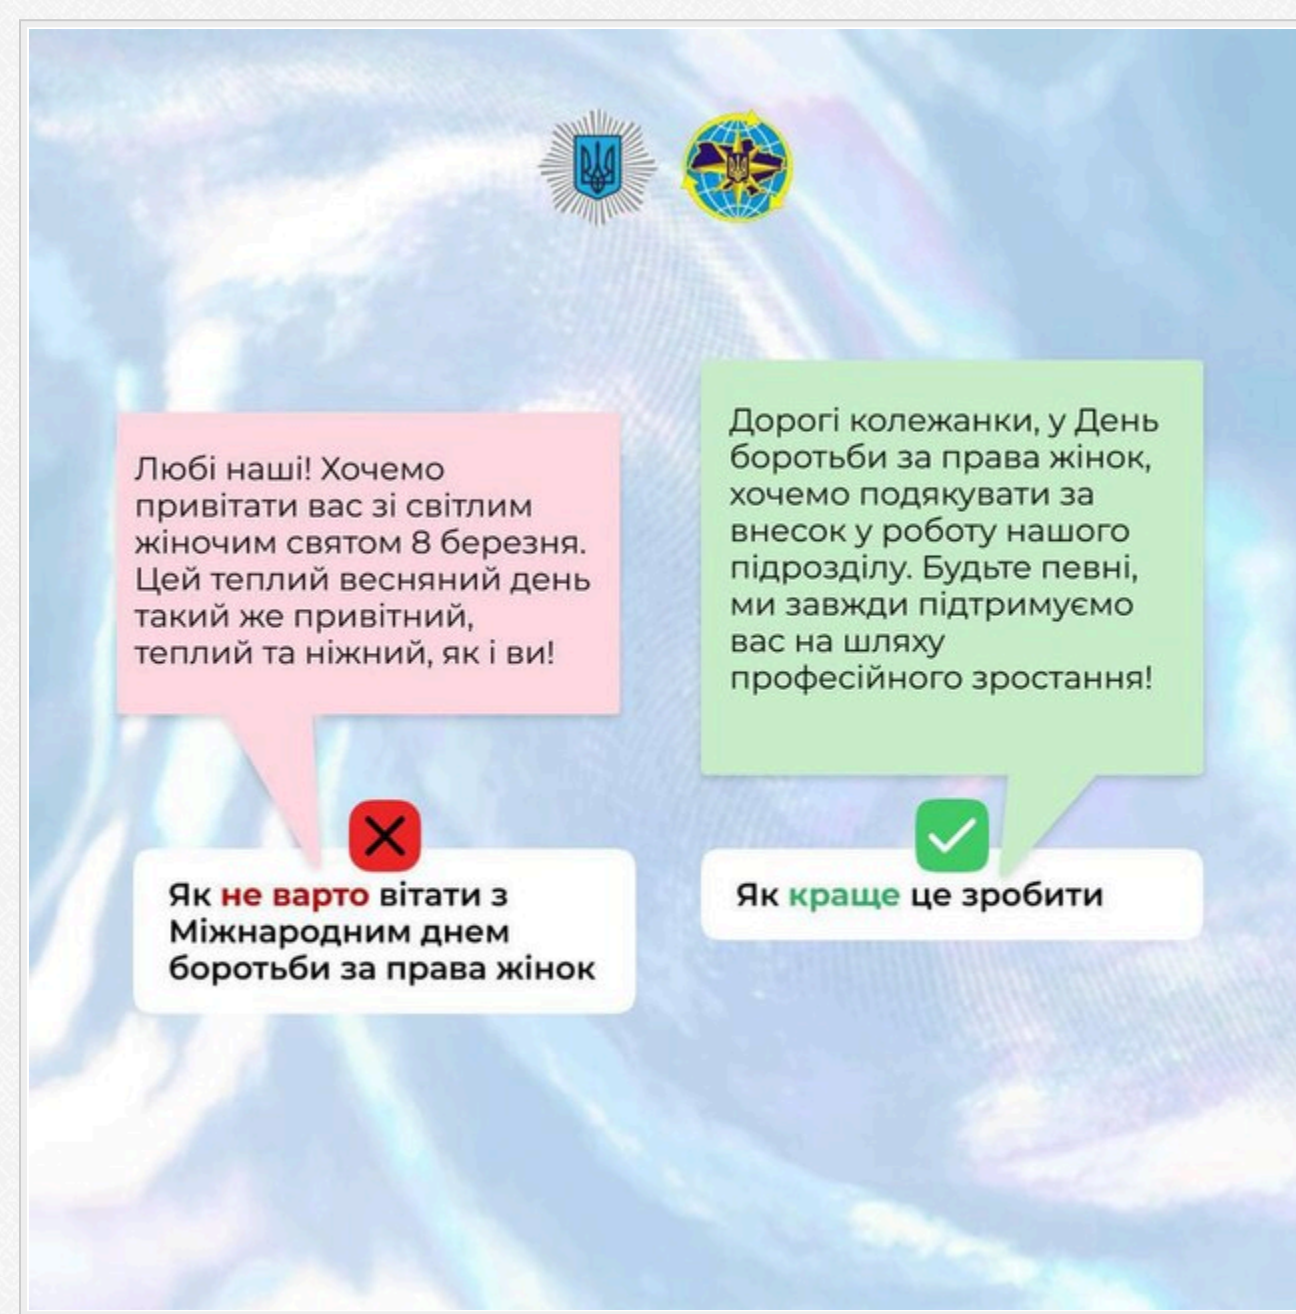 Любі наші! Хочемо
привітати вас зі світлим
жіночим святом 8 березня.
Цей теплий весняний день
такий же привітний,
теплий та ніжний, як і ви!
Як не варто вітати з
Міжнародним днем
боротьби за права жінок
Дорогі колежанки, у День
боротьби за права жінок,
хочемо подякувати за
внесок у роботу нашого
підрозділу. Будьте певні,
ми завжди підтримуємо
вас на шляху
професійного зростання!
Як краще це зробити